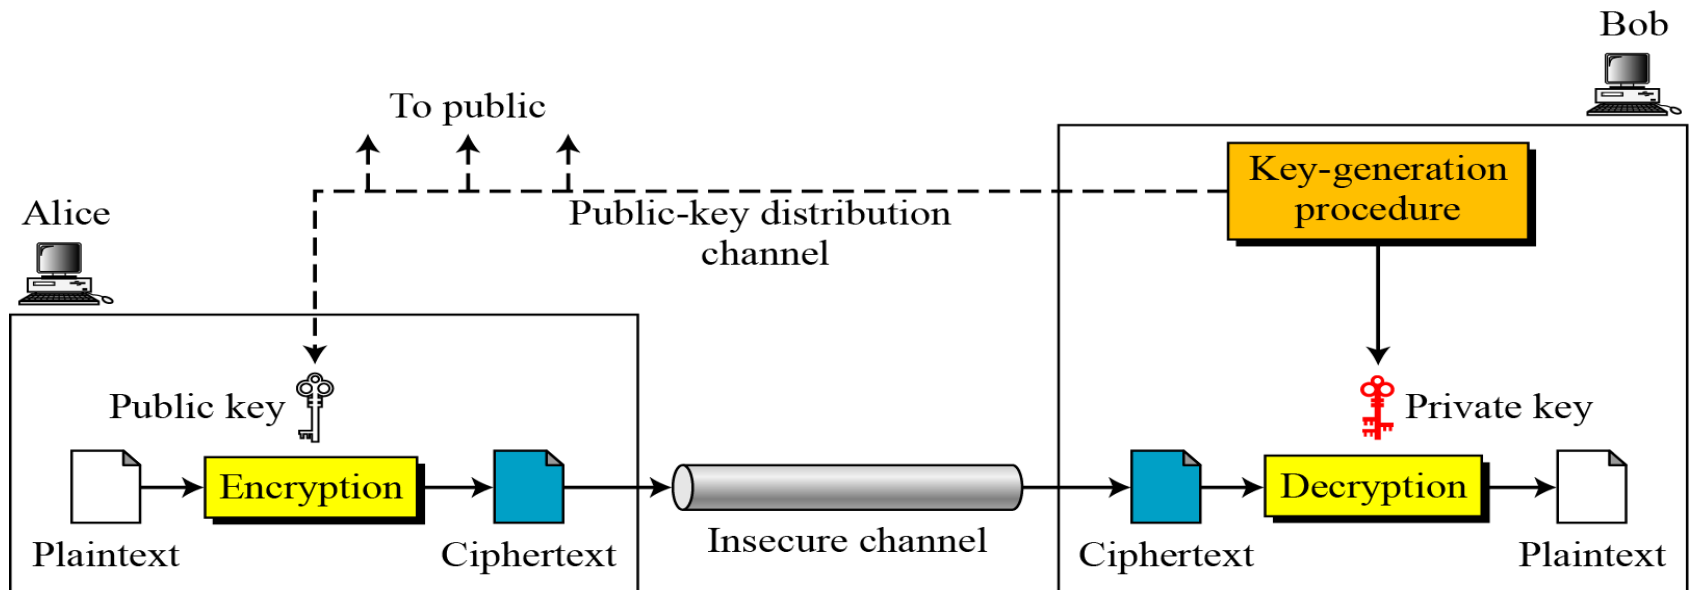 Bob
To public
Key-generation
procedure
Alice
Public-key distribution
channel
Public key
Private key
Encryption
Decryption
Plaintext
Ciphertext
Insecure channel
Ciphertext
Plaintext